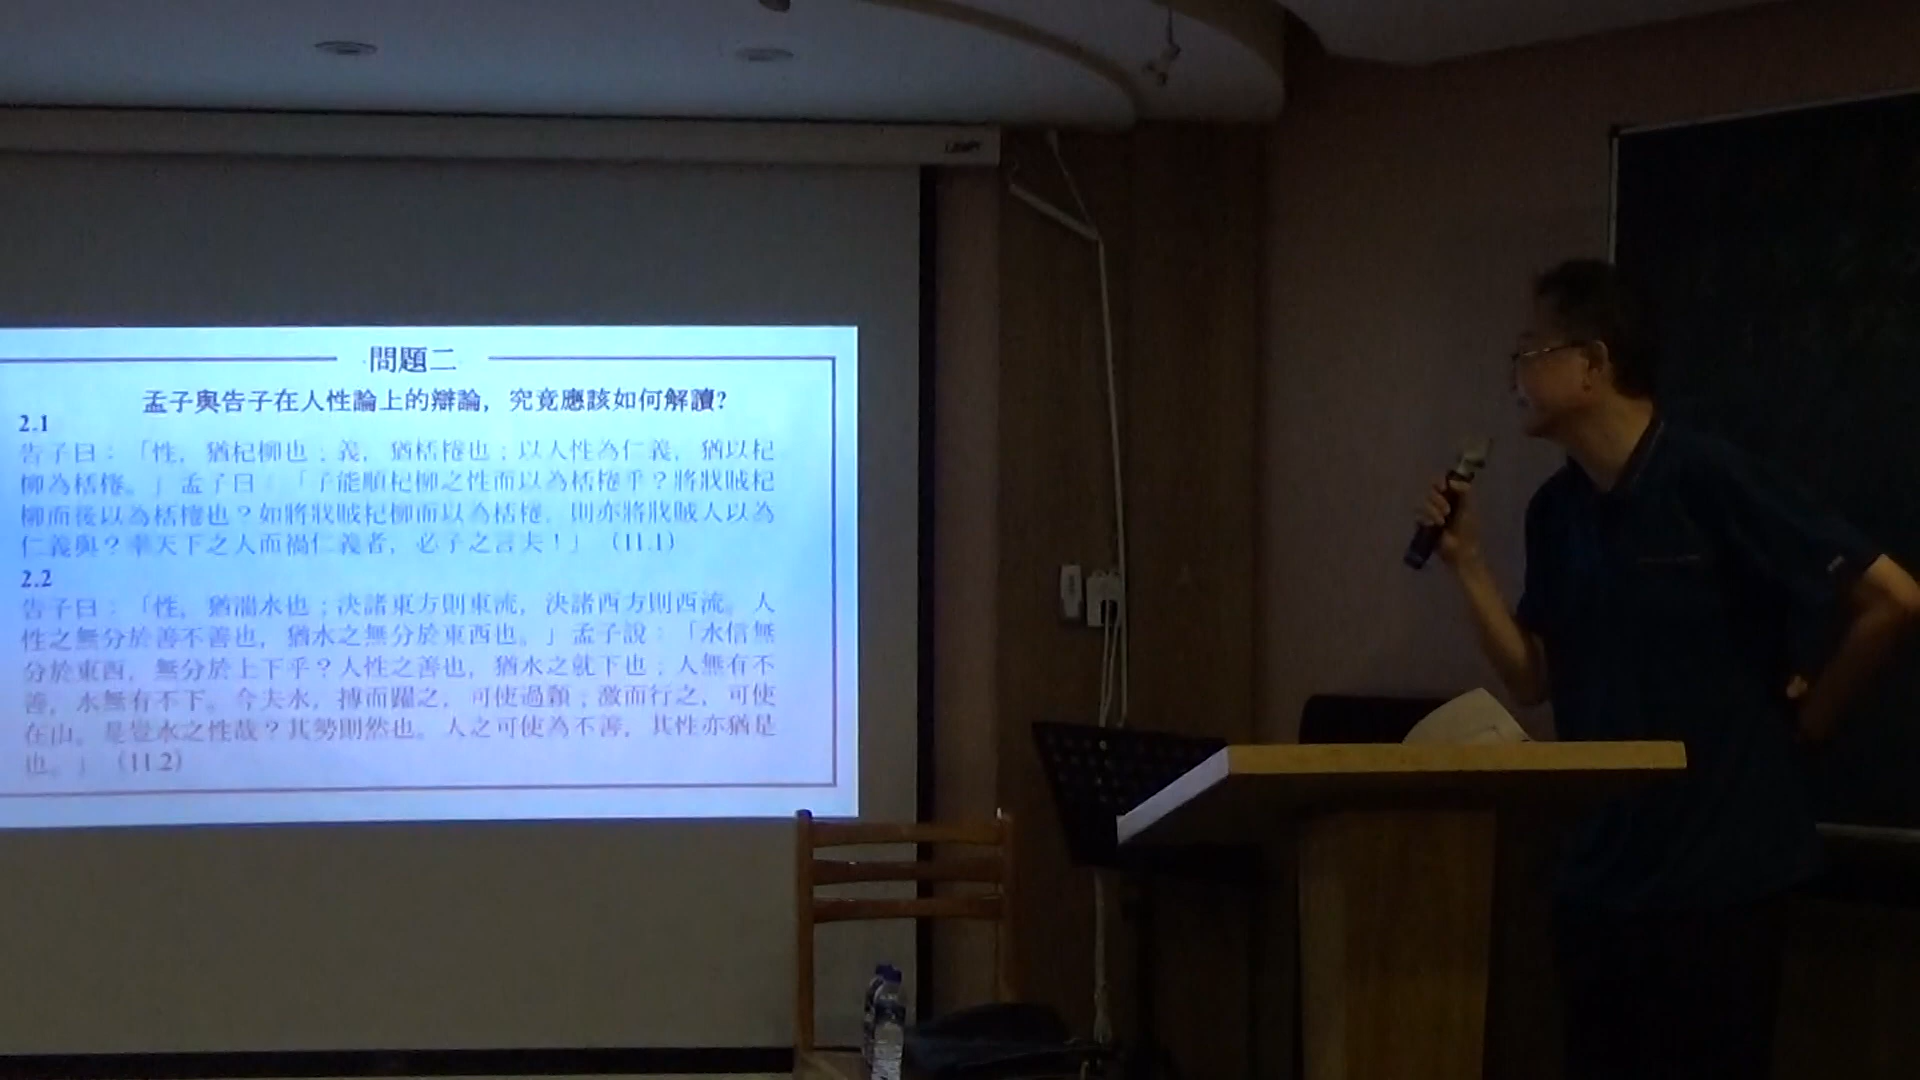 問題二
孟子與告子在人性論上的辯論，究竟應該如何解讀？
2.1
告子曰：「性，猶杞柳也；義，猶桮棬也；以人性為仁義，猶以杞
柳為桮棬。」孟子曰：「子能順杞柳之性而以為桮棬乎？將戕賊杞
柳而後以為桮棬也？如將戕賊杞柳而以為桮棬，則亦將戕賊人以為
仁義與？率天下之人而禍仁義者，必子之言夫！」（11.1）
2.2
告子曰：「性，猶湍水也；決諸東方則東流，決諸西方則西流。人
性之無分於善不善也，猶水之無分於東西也。」孟子說：「水信無
分於東西，無分於上下乎？人性之善也，猶水之就下也；人無有不
善，水無有不下。今夫水，搏而躍之，可使過顙；激而行之，可使
在山。是豈水之性哉？其勢則然也。人之可使為不善，其性亦猶是
也。」（11.2）